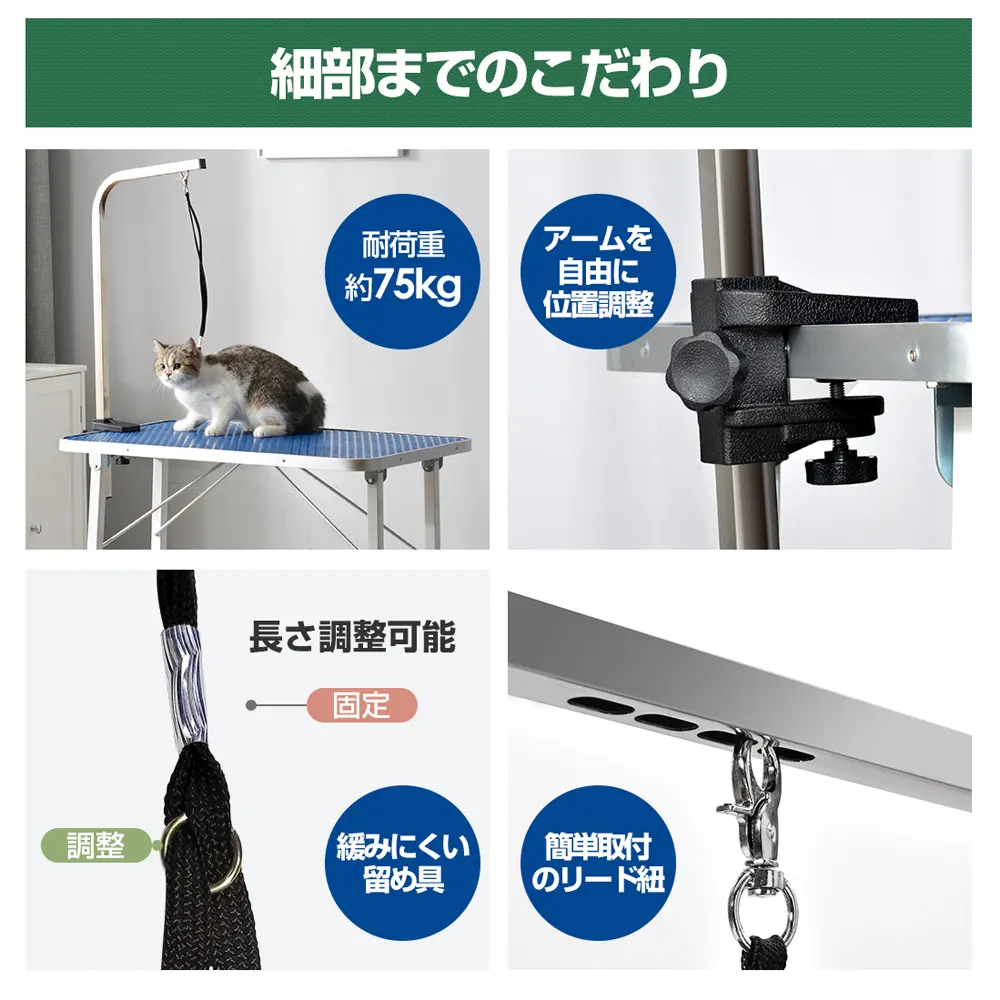 細部までのこだわり
耐荷重
約75kg
アームを
自由に
位置調整
長さ調整可能
固定
調整
緩みにくい
留め具
簡単取付
のリード紐